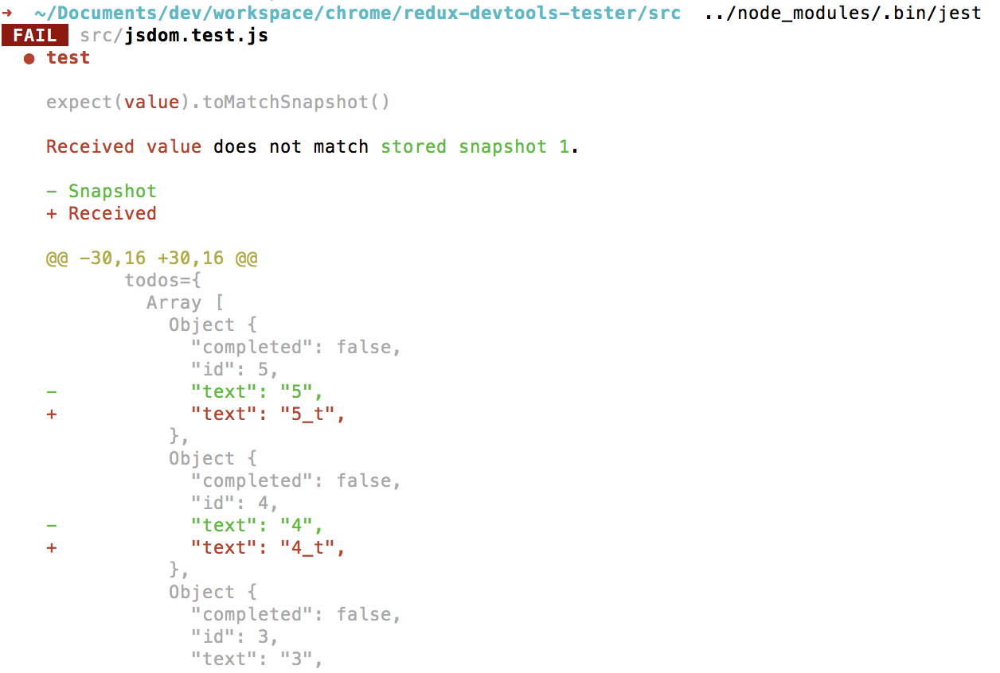 ➜  ~/Documents/dev/workspace/chrome/redux-devtools-tester/src  ../node_modules/.bin/jest
 FAIL  src/jsdom.test.js
  ● test

    expect(value).toMatchSnapshot()

    Received value does not match stored snapshot 1.

    - Snapshot
    + Received

    @@ -30,16 +30,16 @@
           todos={
             Array [
               Object {
                 "completed": false,
                 "id": 5,
    -            "text": "5",
    +            "text": "5_t",
               },
               Object {
                 "completed": false,
                 "id": 4,
    -            "text": "4",
    +            "text": "4_t",
               },
               Object {
                 "completed": false,
                 "id": 3,
                 "text": "3",